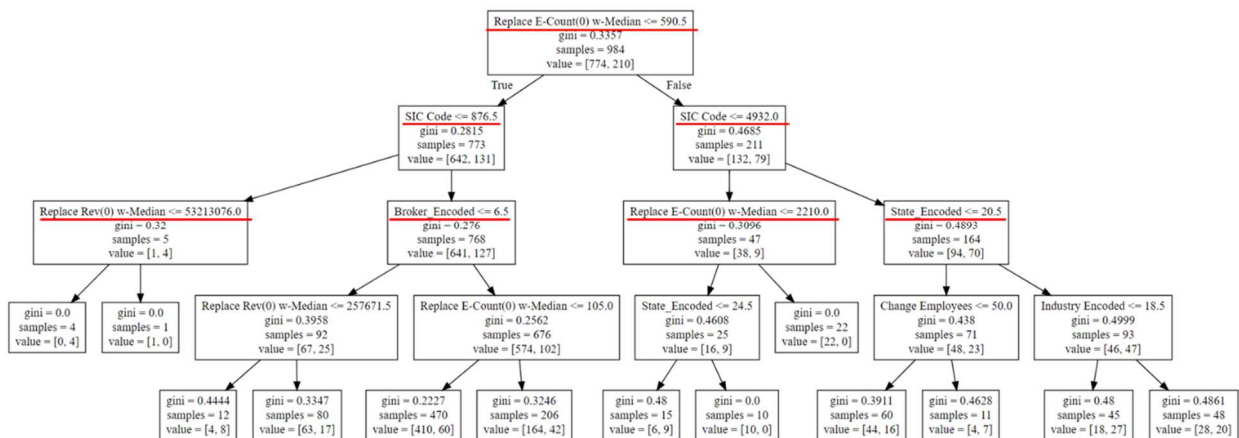 Replace E-Count(0) w-Median <= 590.5
gini = 0.3357
samples = 984
value = [774, 210]
True
False
SIC Code <= 876.5
gini = 0.2815
samples = 773
value = [642, 131]
SIC Code <= 4932.0
gini = 0.4685
samples = 211
value = [132, 79]
Replace Rev(0) w-Median <= 53213076.0
gini = 0.32
samples = 5
value = [1, 4]
Broker_Encoded <= 6.5
gini = 0.276
samples = 768
value = [641, 127]
Replace E-Count(0) w-Median <= 2210.0
gini = 0.3096
samples = 47
value = [38, 9]
State_Encoded <= 20.5
gini = 0.4893
samples = 164
value = [94, 70]
gini = 0.0
samples = 4
value = [0, 4]
gini = 0.0
samples = 1
value = [1, 0]
Replace Rev(0) w-Median <= 257671.5
gini = 0.3958
samples = 92
value = [67, 25]
Replace E-Count(0) w-Median <= 105.0
gini = 0.2562
samples = 676
value = [574, 102]
State_Encoded <= 24.5
gini = 0.4608
samples = 25
value = [16, 9]
gini = 0.0
samples = 22
value = [22, 0]
Change Employees <= 50.0
gini = 0.438
samples = 71
value = [48, 23]
Industry Encoded <= 18.5
gini = 0.4999
samples = 93
value = [46, 47]
gini = 0.4444
samples = 12
value = [4, 8]
gini = 0.3347
samples = 80
value = [63, 17]
gini = 0.2227
samples = 470
value = [410, 60]
gini = 0.3246
samples = 206
value = [164, 42]
gini = 0.48
samples = 15
value = [6, 9]
gini = 0.0
samples = 10
value = [10, 0]
gini = 0.3911
samples = 60
value = [44, 16]
gini = 0.4628
samples = 11
value = [4, 7]
gini = 0.48
samples = 45
value = [18, 27]
gini = 0.4861
samples = 48
value = [28, 20]